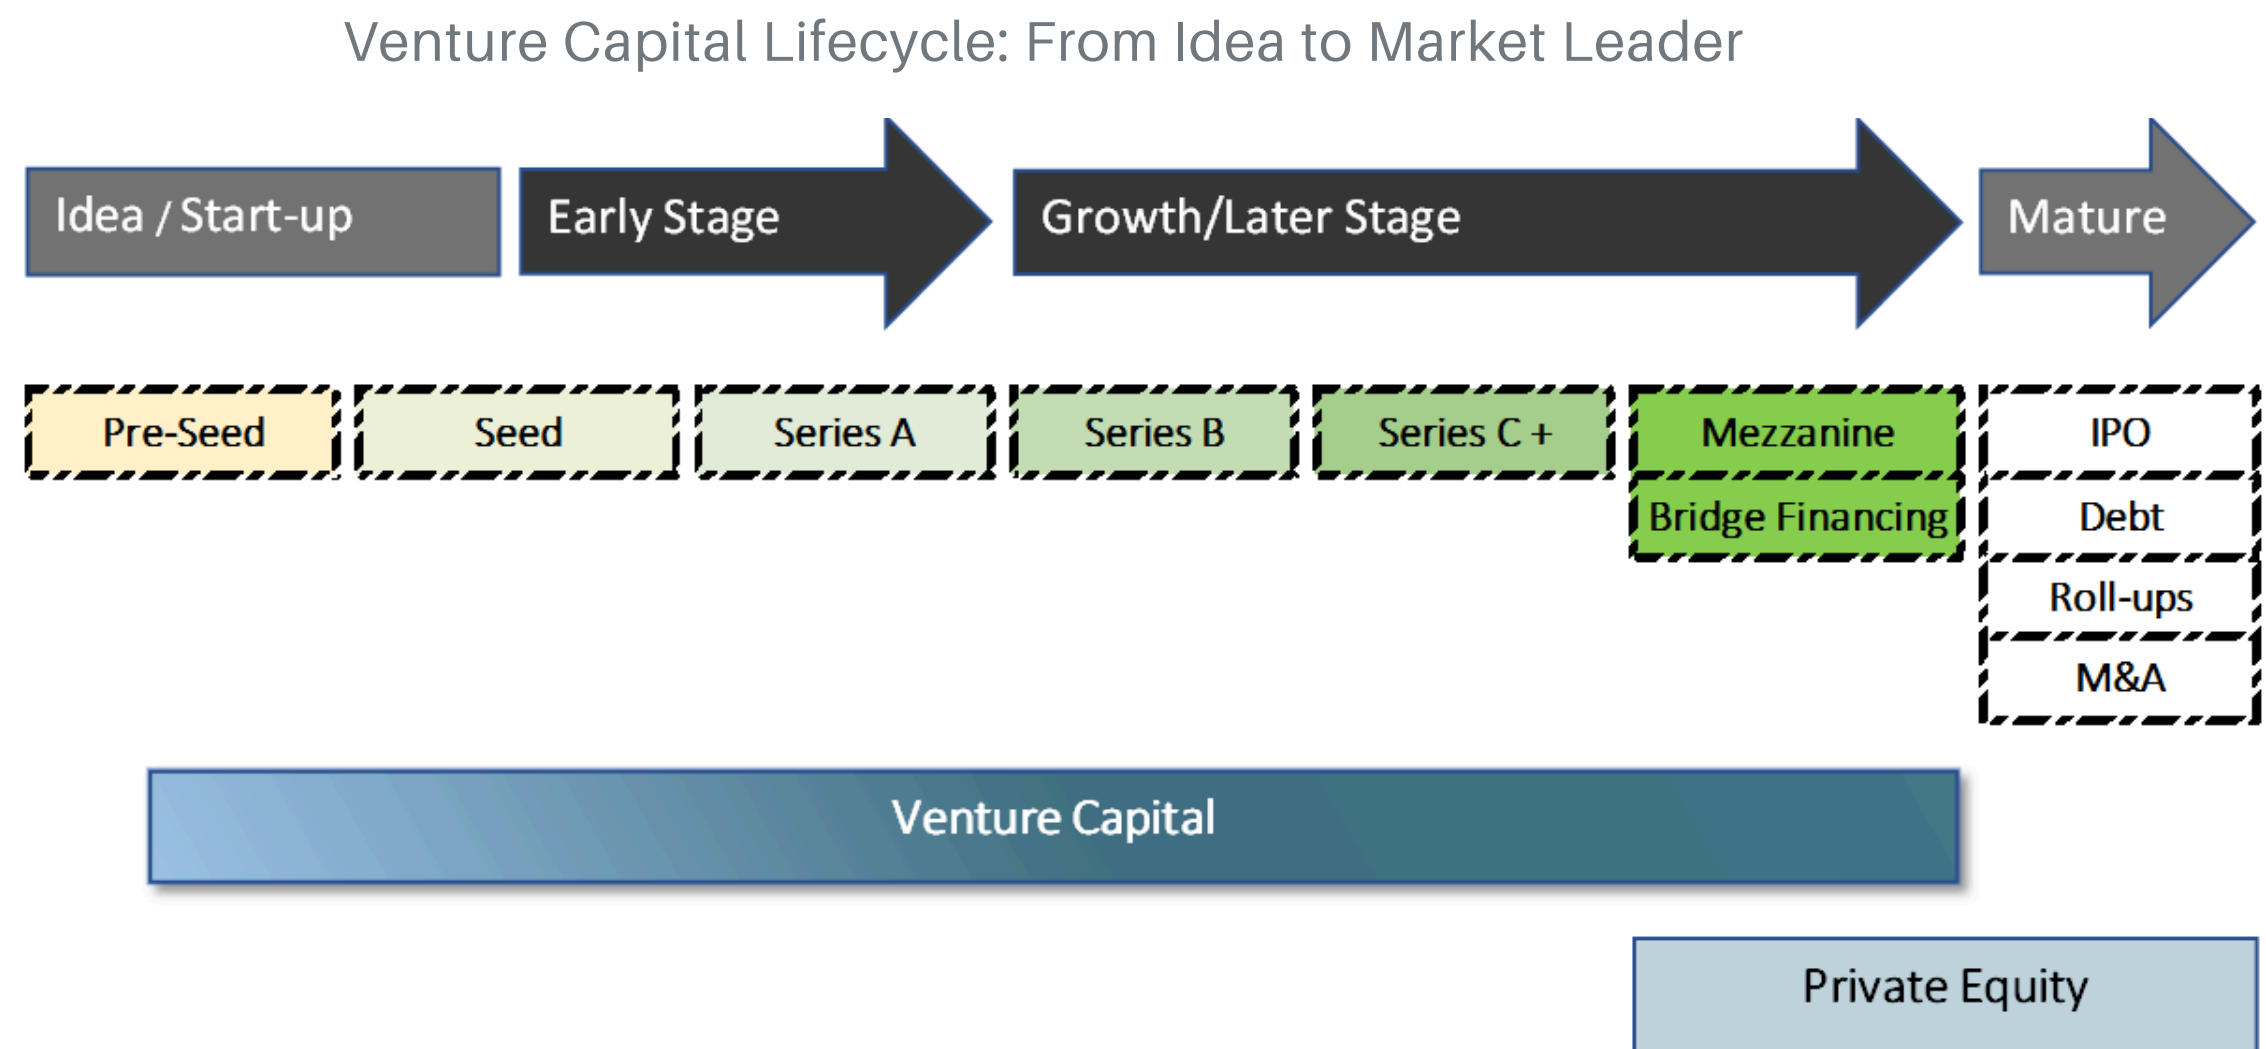 Venture Capital Lifecycle: From Idea to Market Leader
Idea / Start-up
Early Stage
Growth/Later Stage
Mature
Pre-Seed
Seed
Series A
Series B
Series C +
Mezzanine
Bridge Financing
IPO
Debt
Roll-ups
M&A
Venture Capital
Private Equity